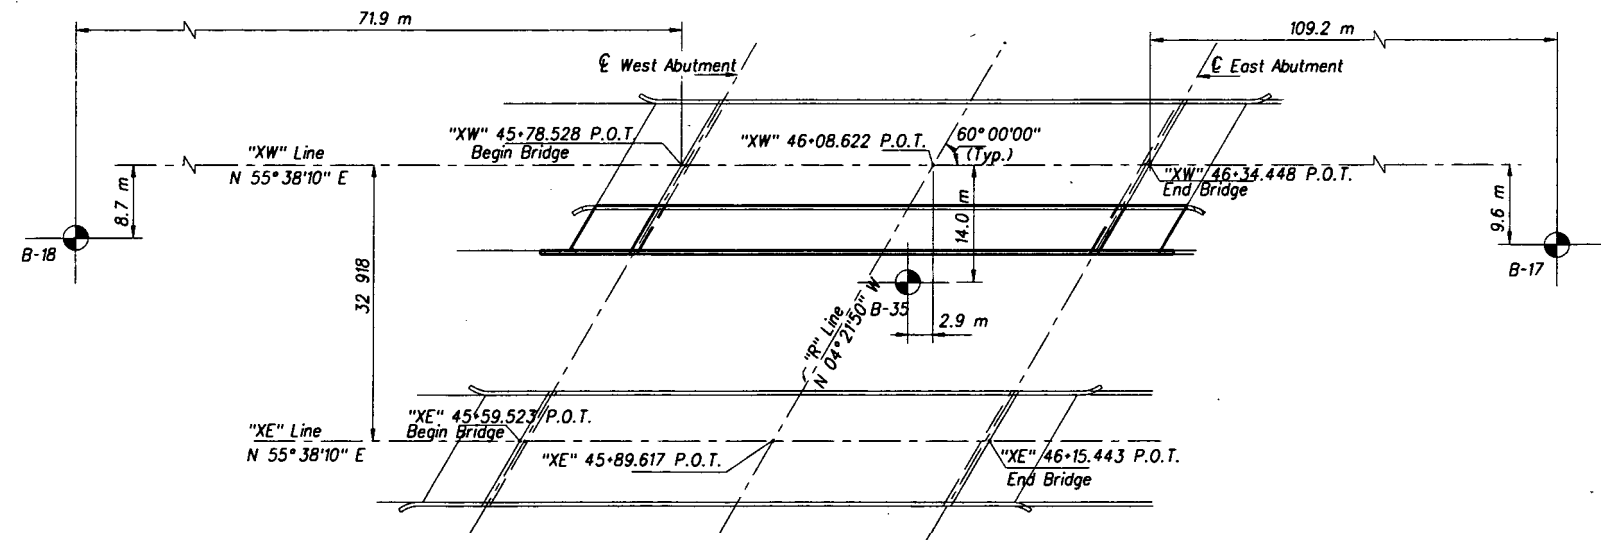 71.9 m
109.2 m
℄ West Abutment
℄ East Abutment
"XW" 45+78.528 P.O.T.
Begin Bridge
"XW" 46+08.622 P.O.T.
60°00'00"
(Typ.)
"XW" Line
N 55°38'10" E
"XW" 46+34.448 P.O.T.
End Bridge
8.7 m
14.0 m
9.6 m
B-18
B-17
32 918
B-35
2.9 m
"R" Line
N 04°21'50" W
"XE" 45+59.523 P.O.T.
Begin Bridge
"XE" Line
N 55°38'10" E
"XE" 45+89.617 P.O.T.
"XE" 46+15.443 P.O.T.
End Bridge